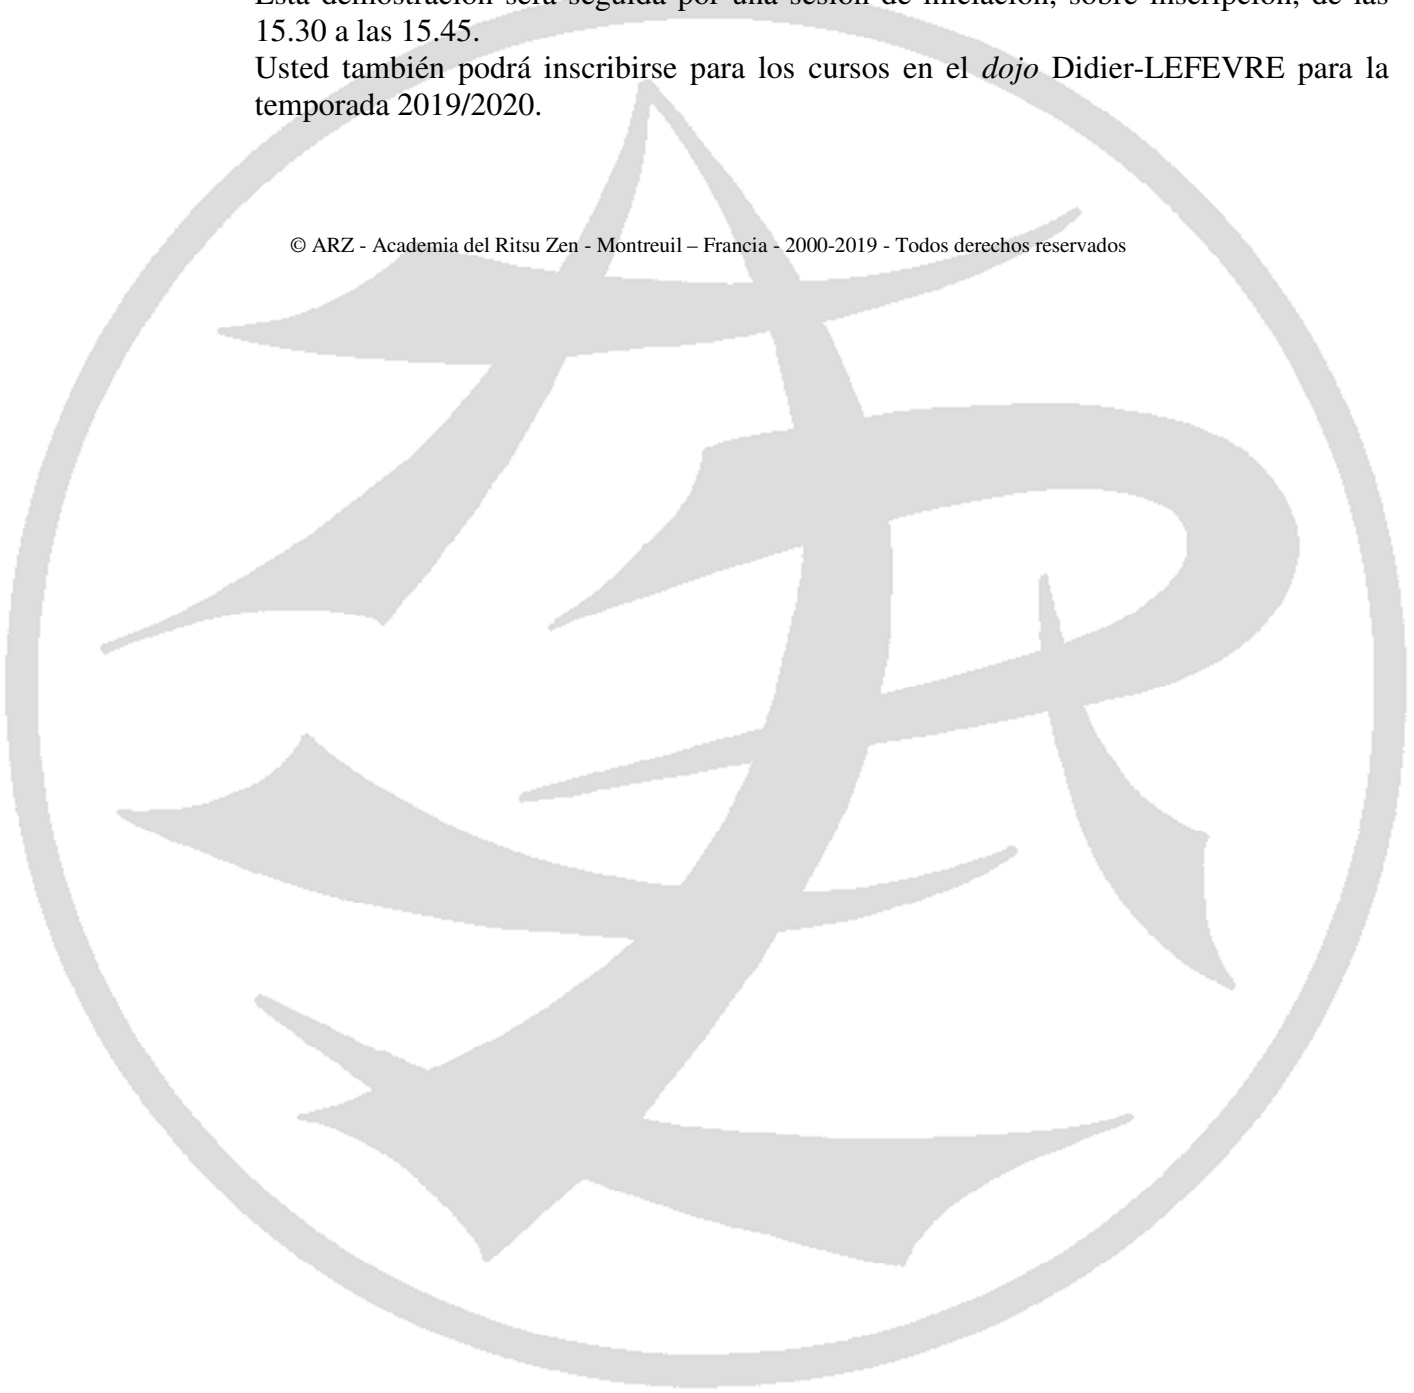 Esta demostración será seguida por una sesión de iniciación, sobre inscripción, de las
15.30 a las 15.45.
Usted también podrá inscribirse para los cursos en el dojo Didier-LEFEVRE para la
temporada 2019/2020.
© ARZ - Academia del Ritsu Zen - Montreuil – Francia - 2000-2019 - Todos derechos reservados